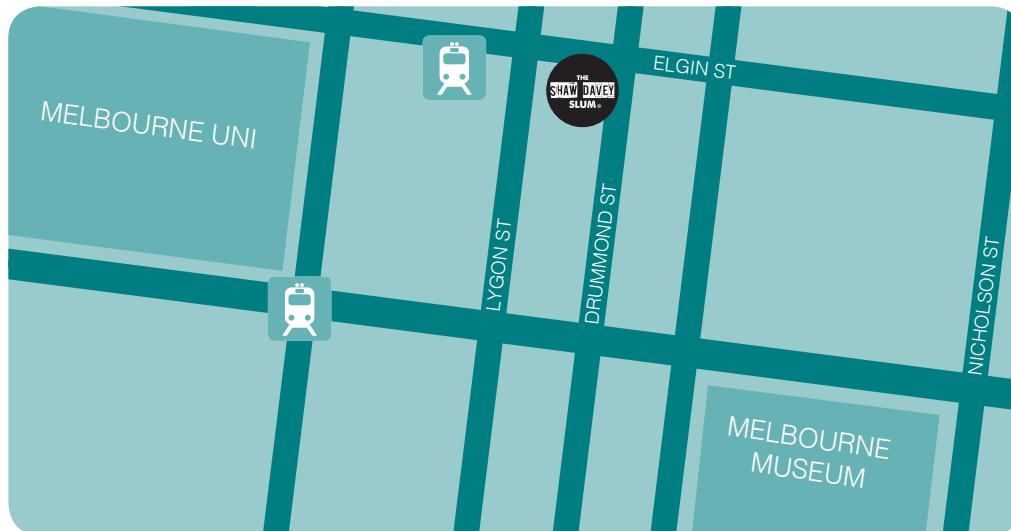 ELGIN ST
THE
SHAW DAVEY
SLUM®
MELBOURNE UNI
LYGON ST
DRUMMOND ST
NICHOLSON ST
MELBOURNE
MUSEUM